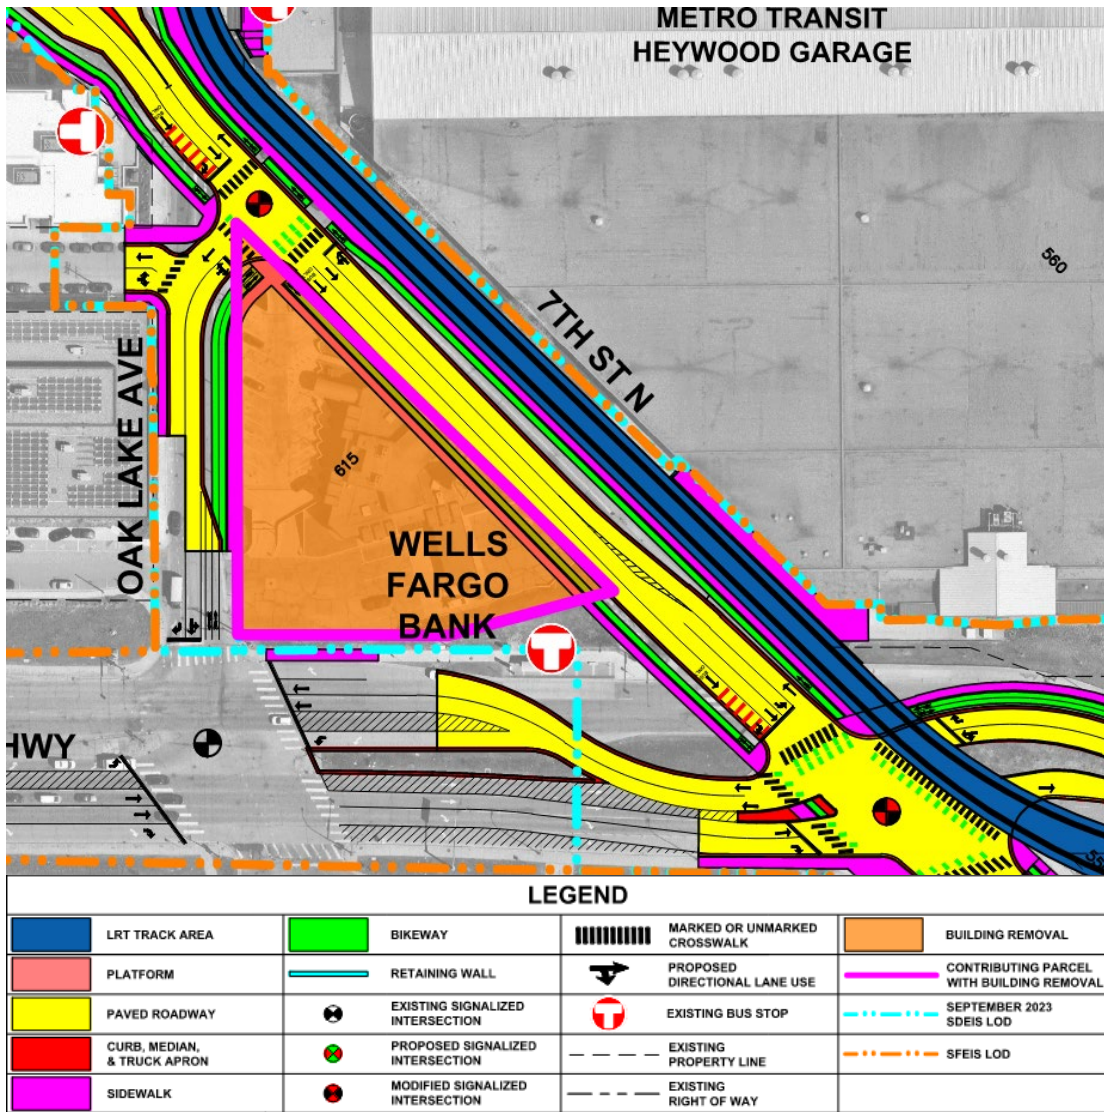 METRO TRANSIT
HEYWOOD GARAGE
560
7TH ST N
OAK LAKE AVE
615
WELLS
FARGO
BANK
HWY
LEGEND
LRT TRACK AREA
BIKEWAY
MARKED OR UNMARKED
CROSSWALK
BUILDING REMOVAL
PLATFORM
RETAINING WALL
PROPOSED
DIRECTIONAL LANE USE
CONTRIBUTING PARCEL
WITH BUILDING REMOVAL
PAVED ROADWAY
EXISTING SIGNALIZED
INTERSECTION
EXISTING BUS STOP
SEPTEMBER 2023
SDEIS LOD
CURB, MEDIAN,
& TRUCK APRON
PROPOSED SIGNALIZED
INTERSECTION
EXISTING
PROPERTY LINE
SFEIS LOD
SIDEWALK
MODIFIED SIGNALIZED
INTERSECTION
EXISTING
RIGHT OF WAY